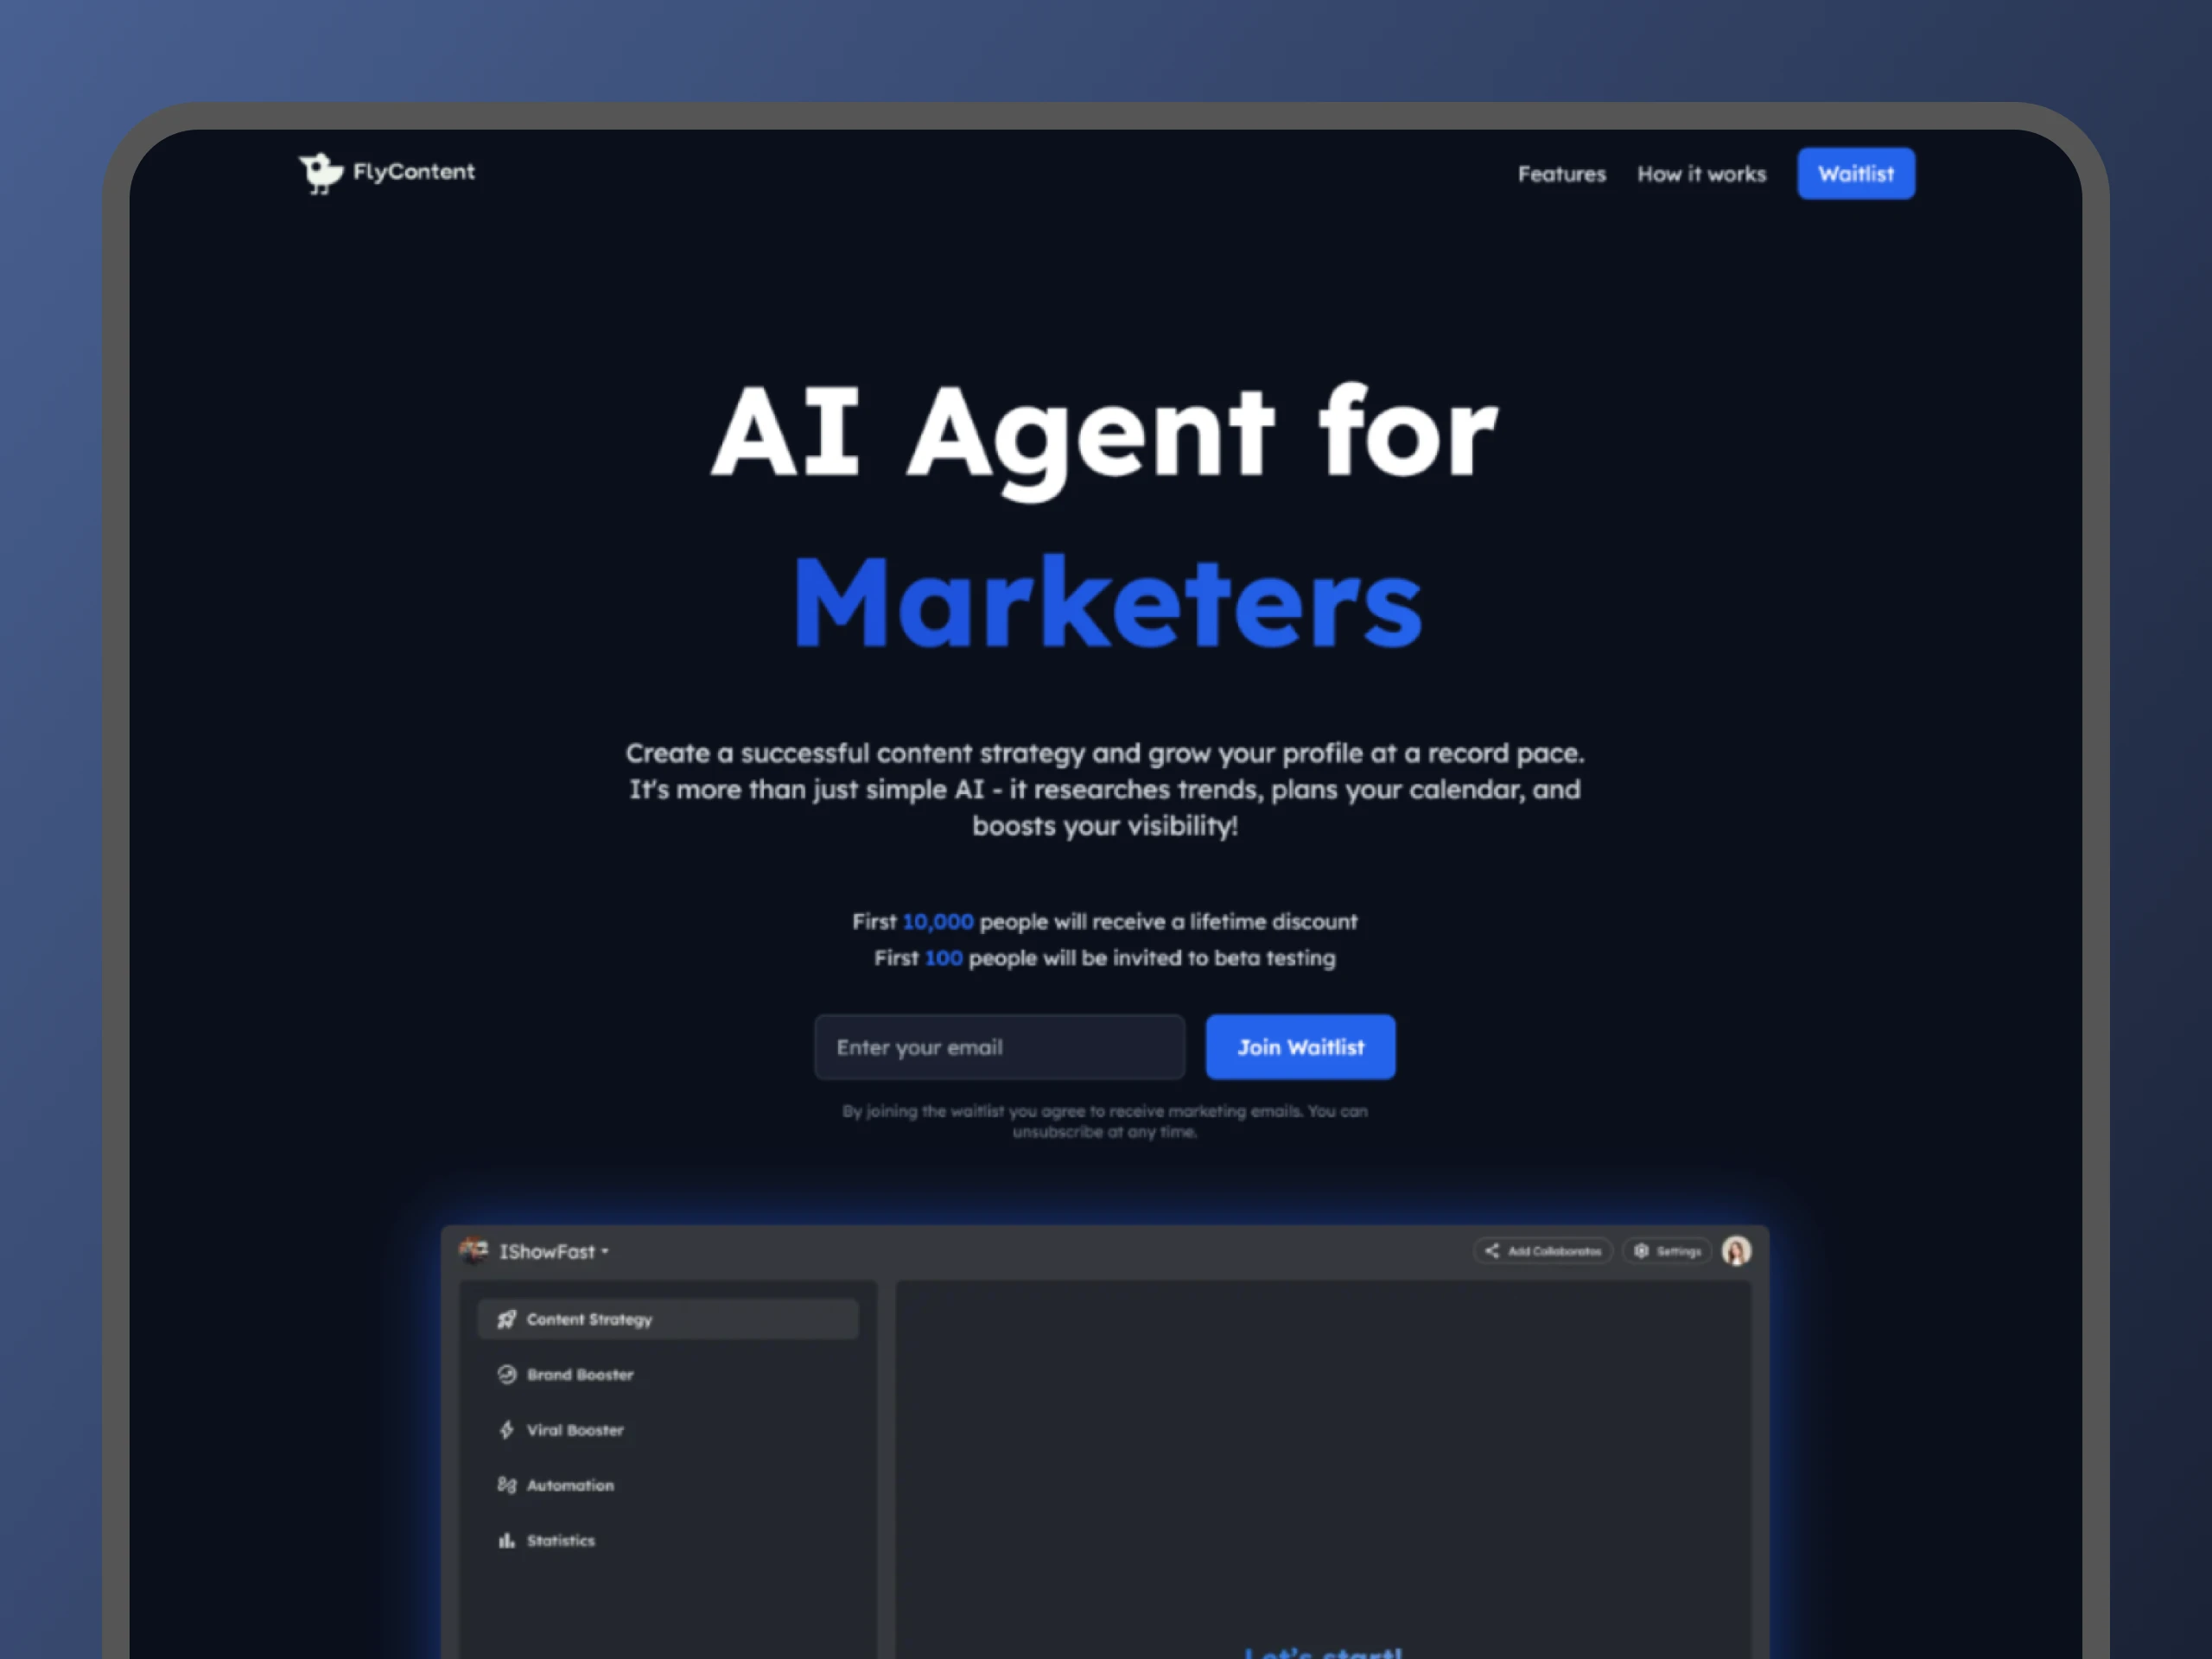 FlyContent
Features
How it works
Waitlist
AI Agent for
Marketers
Create a successful content strategy and grow your profile at a record pace.
It's more than just simple AI - it researches trends, plans your calendar, and
boosts your visibility!
First 10,000 people will receive a lifetime discount
First 100 people will be invited to beta testing
Enter your email
Join Waitlist
By joining the waitlist you agree to receive marketing emails. You can
unsubscribe at any time.
IShowFast
Add Collaborator
Settings
Content Strategy
Brand Booster
Viral Booster
Automation
Statistics
Let's start!